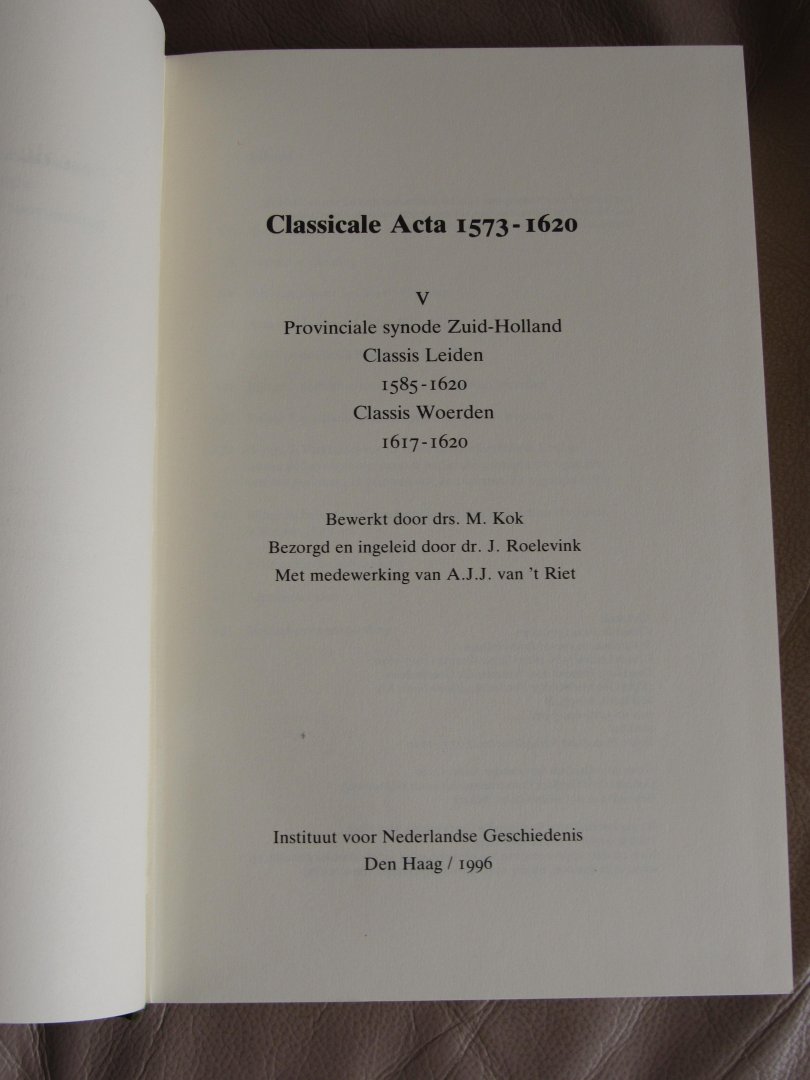 Classicale Acta 1573-1620
V
Provinciale synode Zuid-Holland
Classis Leiden
1585-1620
Classis Woerden
1617-1620
Bewerkt door drs. M. Kok
Bezorgd en ingeleid door dr. J. Roelevink
Met medewerking van A.J.J. van 't Riet
Instituut voor Nederlandse Geschiedenis
Den Haag / 1996